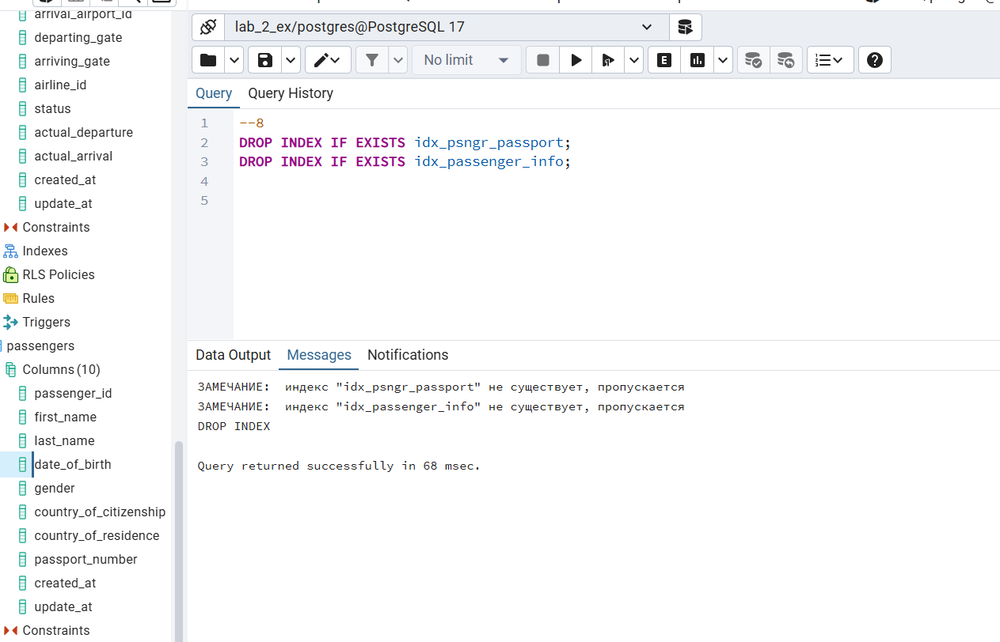 arrival_airport_id
departing_gate
arriving_gate
airline_id
status
actual_departure
actual_arrival
created_at
update_at
Constraints
Indexes
RLS Policies
Rules
Triggers
passengers
Columns (10)
passenger_id
first_name
last_name
date_of_birth
gender
country_of_citizenship
country_of_residence
passport_number
created_at
update_at
Constraints
lab_2_ex/postgres@PostgreSQL 17
No limit
E
Query Query History
1 --8
2 DROP INDEX IF EXISTS idx_psngr_passport;
3 DROP INDEX IF EXISTS idx_passenger_info;
4
5
Data Output Messages Notifications
ЗАМЕЧАНИЕ: индекс "idx_psngr_passport" не существует, пропускается
ЗАМЕЧАНИЕ: индекс "idx_passenger_info" не существует, пропускается
DROP INDEX
Query returned successfully in 68 msec.